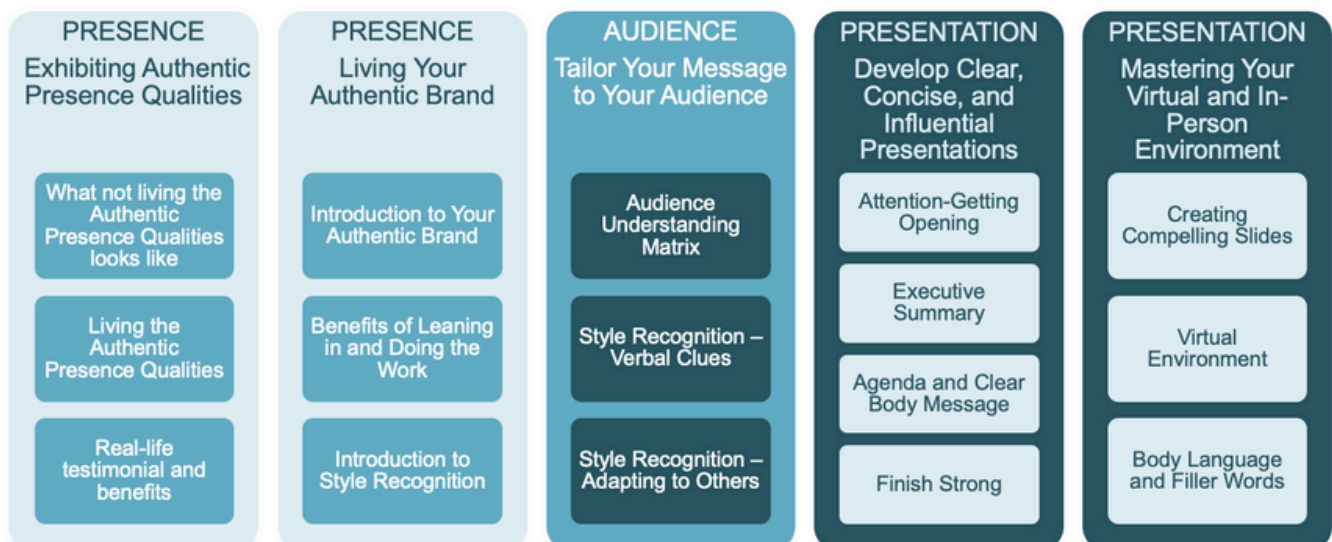 PRESENCE
Exhibiting Authentic
Presence Qualities
What not living the
Authentic
Presence Qualities
looks like
Living the
Authentic
Presence Qualities
Real-life
testimonial and
benefits
PRESENCE
Living Your
Authentic Brand
Introduction to Your
Authentic Brand
Benefits of Leaning
in and Doing the
Work
Introduction to
Style Recognition
AUDIENCE
Tailor Your Message
to Your Audience
Audience
Understanding
Matrix
Style Recognition –
Verbal Clues
Style Recognition –
Adapting to Others
PRESENTATION
Develop Clear,
Concise, and
Influential
Presentations
Attention-Getting
Opening
Executive
Summary
Agenda and Clear
Body Message
Finish Strong
PRESENTATION
Mastering Your
Virtual and In-
Person
Environment
Creating
Compelling Slides
Virtual
Environment
Body Language
and Filler Words